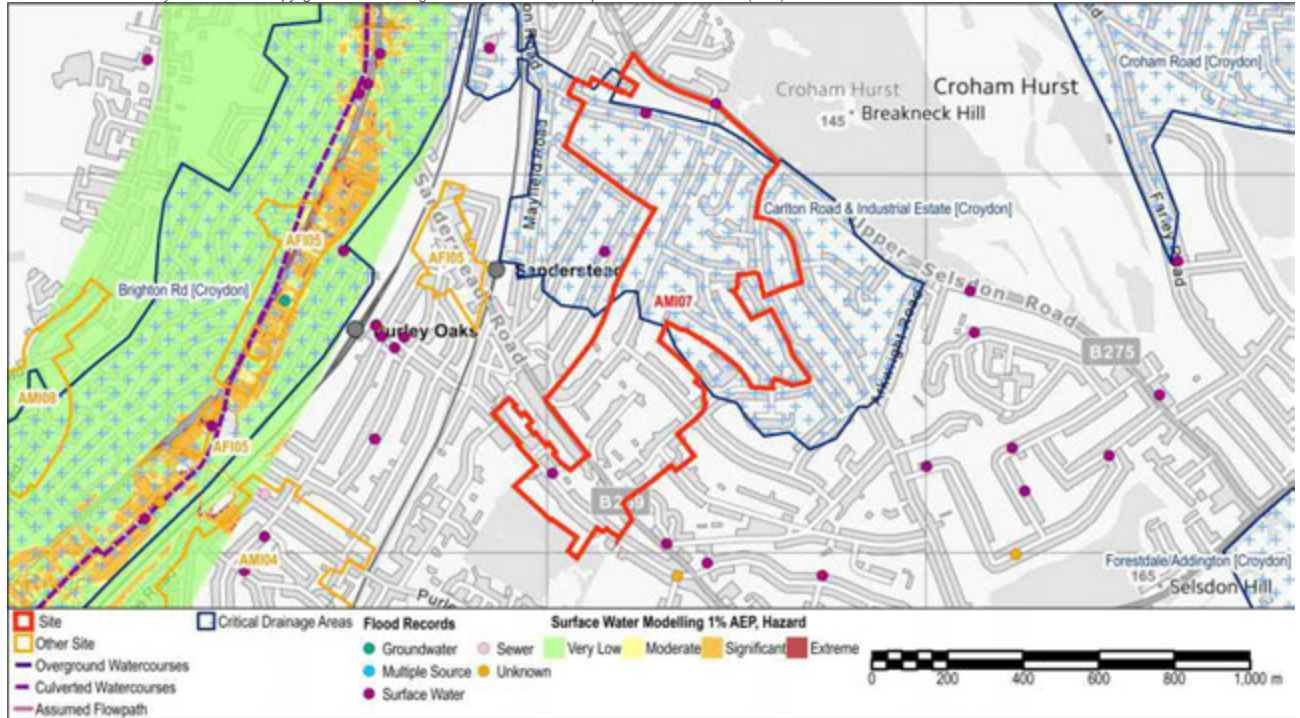 Croham Road [Croydon]
Croham Hurst
Croham Hurst
145
Breakneck Hill
Mayfield Road
Carlton Road & Industrial Estate [Croydon]
Upper Selsdon Road
Sanderstead Road
AFI05
AFI05
Brighton Rd [Croydon]
Sanderstead
AMI07
Purley Oaks
B275
Arkwright Road
AMI08
AFI05
B269
AMI04
Forestdale/Addington [Croydon]
165
Selsdon Hill
Site
Other Site
Overground Watercourses
Culverted Watercourses
Assumed Flowpath
Critical Drainage Areas
Flood Records
Groundwater
Multiple Source
Surface Water
Sewer
Unknown
Surface Water Modelling 1% AEP, Hazard
Very Low
Moderate
Significant
Extreme
0 200 400 600 800 1,000 m